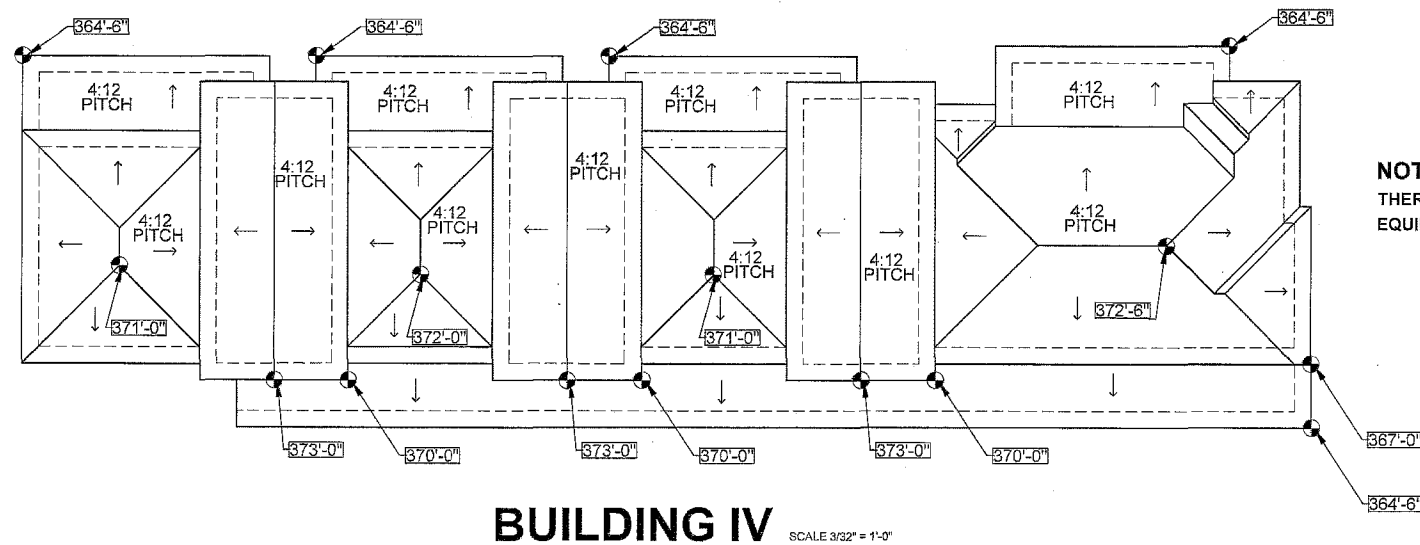 364'-6"
364'-6"
364'-6"
364'-6"
4:12
PITCH
4:12
PITCH
4:12
PITCH
4:12
PITCH
4:12
PITCH
4:12
PITCH
4:12
PITCH
4:12
PITCH
4:12
PITCH
4:12
PITCH
4:12
PITCH
371'-0"
372'-0"
371'-0"
372'-6"
373'-0"
370'-0"
373'-0"
370'-0"
373'-0"
370'-0"
367'-0"
364'-6"
NOT
THER
EQUI
BUILDING IV SCALE 3/32" = 1'-0"